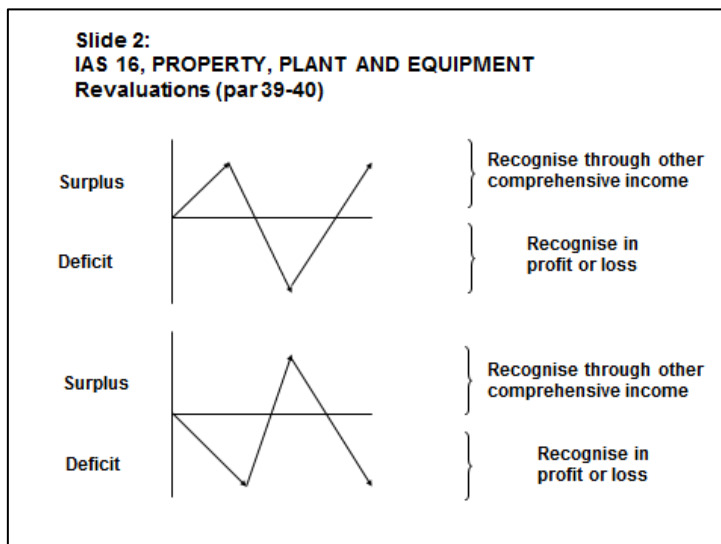 Slide 2:
IAS 16, PROPERTY, PLANT AND EQUIPMENT
Revaluations (par 39-40)
Surplus
Recognise through other
comprehensive income
Deficit
Recognise in
profit or loss
Surplus
Recognise through other
comprehensive income
Deficit
Recognise in
profit or loss